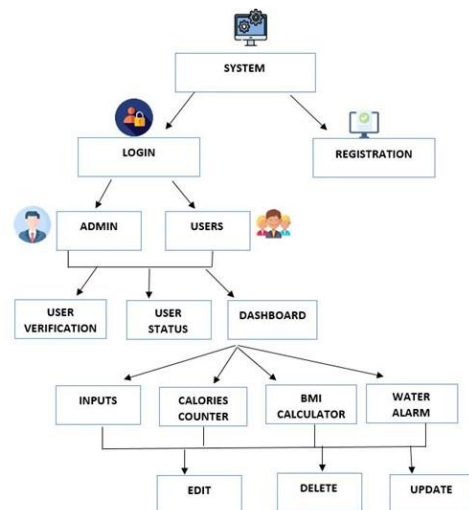 SYSTEM
LOGIN
REGISTRATION
ADMIN
USERS
USER
VERIFICATION
USER
STATUS
DASHBOARD
INPUTS
CALORIES
COUNTER
BMI
CALCULATOR
WATER
ALARM
EDIT
DELETE
UPDATE